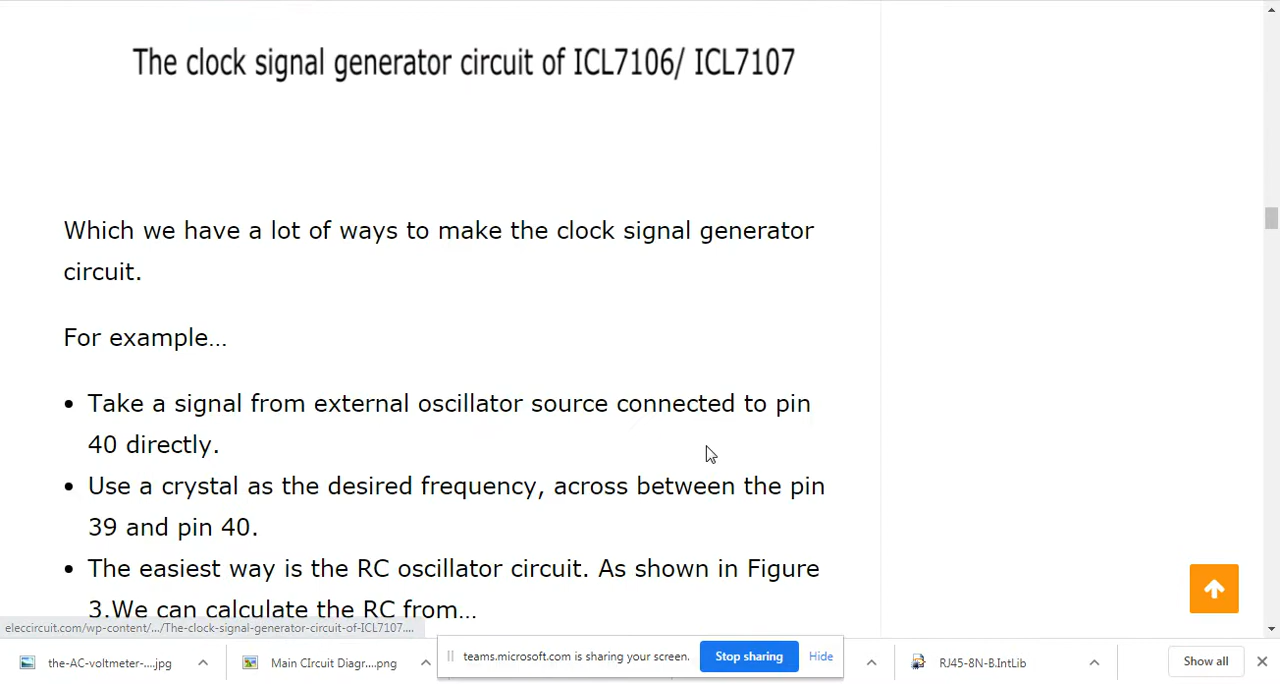 The clock signal generator circuit of ICL7106/ ICL7107
Which we have a lot of ways to make the clock signal generator
circuit.
For example...
• Take a signal from external oscillator source connected to pin
40 directly.
• Use a crystal as the desired frequency, across between the pin
39 and pin 40.
• The easiest way is the RC oscillator circuit. As shown in Figure
3.We can calculate the RC from...
eleccircuit.com/wp-content/.../The-clock-signal-generator-circuit-of-ICL7107....
the-AC-voltmeter-....jpg
Main CIrcuit Diagr....png
teams.microsoft.com is sharing your screen.
Stop sharing
Hide
RJ45-8N-B.IntLib
Show all